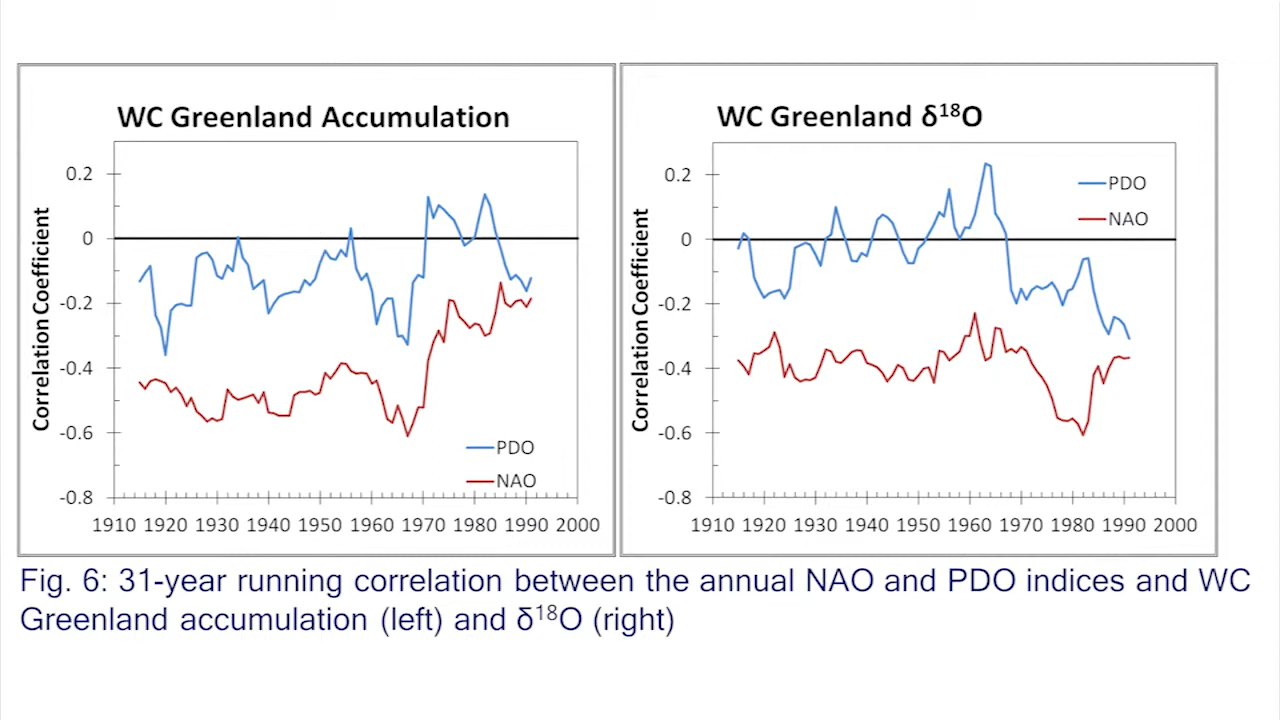 WC Greenland Accumulation
Correlation Coefficient
0.2
0
-0.2
-0.4
-0.6
-0.8
PDO
NAO
1910 1920 1930 1940 1950 1960 1970 1980 1990 2000
WC Greenland δ¹⁸O
Correlation Coefficient
0.2
0
-0.2
-0.4
-0.6
-0.8
PDO
NAO
1910 1920 1930 1940 1950 1960 1970 1980 1990 2000
Fig. 6: 31-year running correlation between the annual NAO and PDO indices and WC
Greenland accumulation (left) and δ¹⁸O (right)